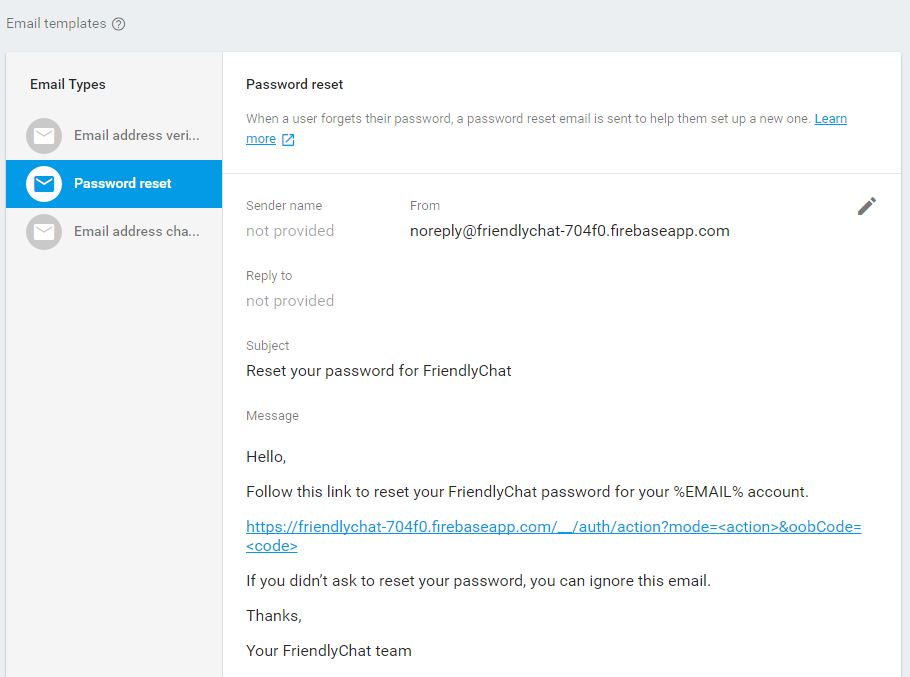 Email templates
Email Types
Email address veri...
Password reset
Email address cha...
Password reset
When a user forgets their password, a password reset email is sent to help them set up a new one. Learn
more
Sender name
From
not provided
noreply@friendlychat-704f0.firebaseapp.com
Reply to
not provided
Subject
Reset your password for FriendlyChat
Message
Hello,
Follow this link to reset your FriendlyChat password for your %EMAIL% account.
https://friendlychat-704f0.firebaseapp.com/__/auth/action?mode=<action>&oobCode=
<code>
If you didn’t ask to reset your password, you can ignore this email.
Thanks,
Your FriendlyChat team